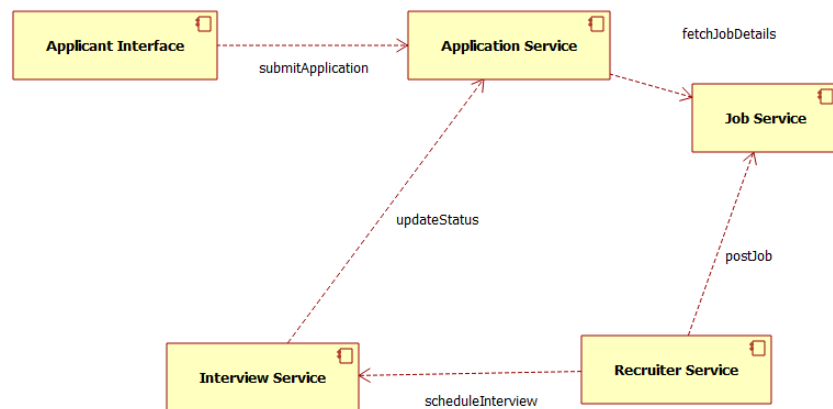 fetchJobDetails
Applicant Interface
Application Service
submitApplication
Job Service
updateStatus
postJob
Interview Service
Recruiter Service
scheduleInterview